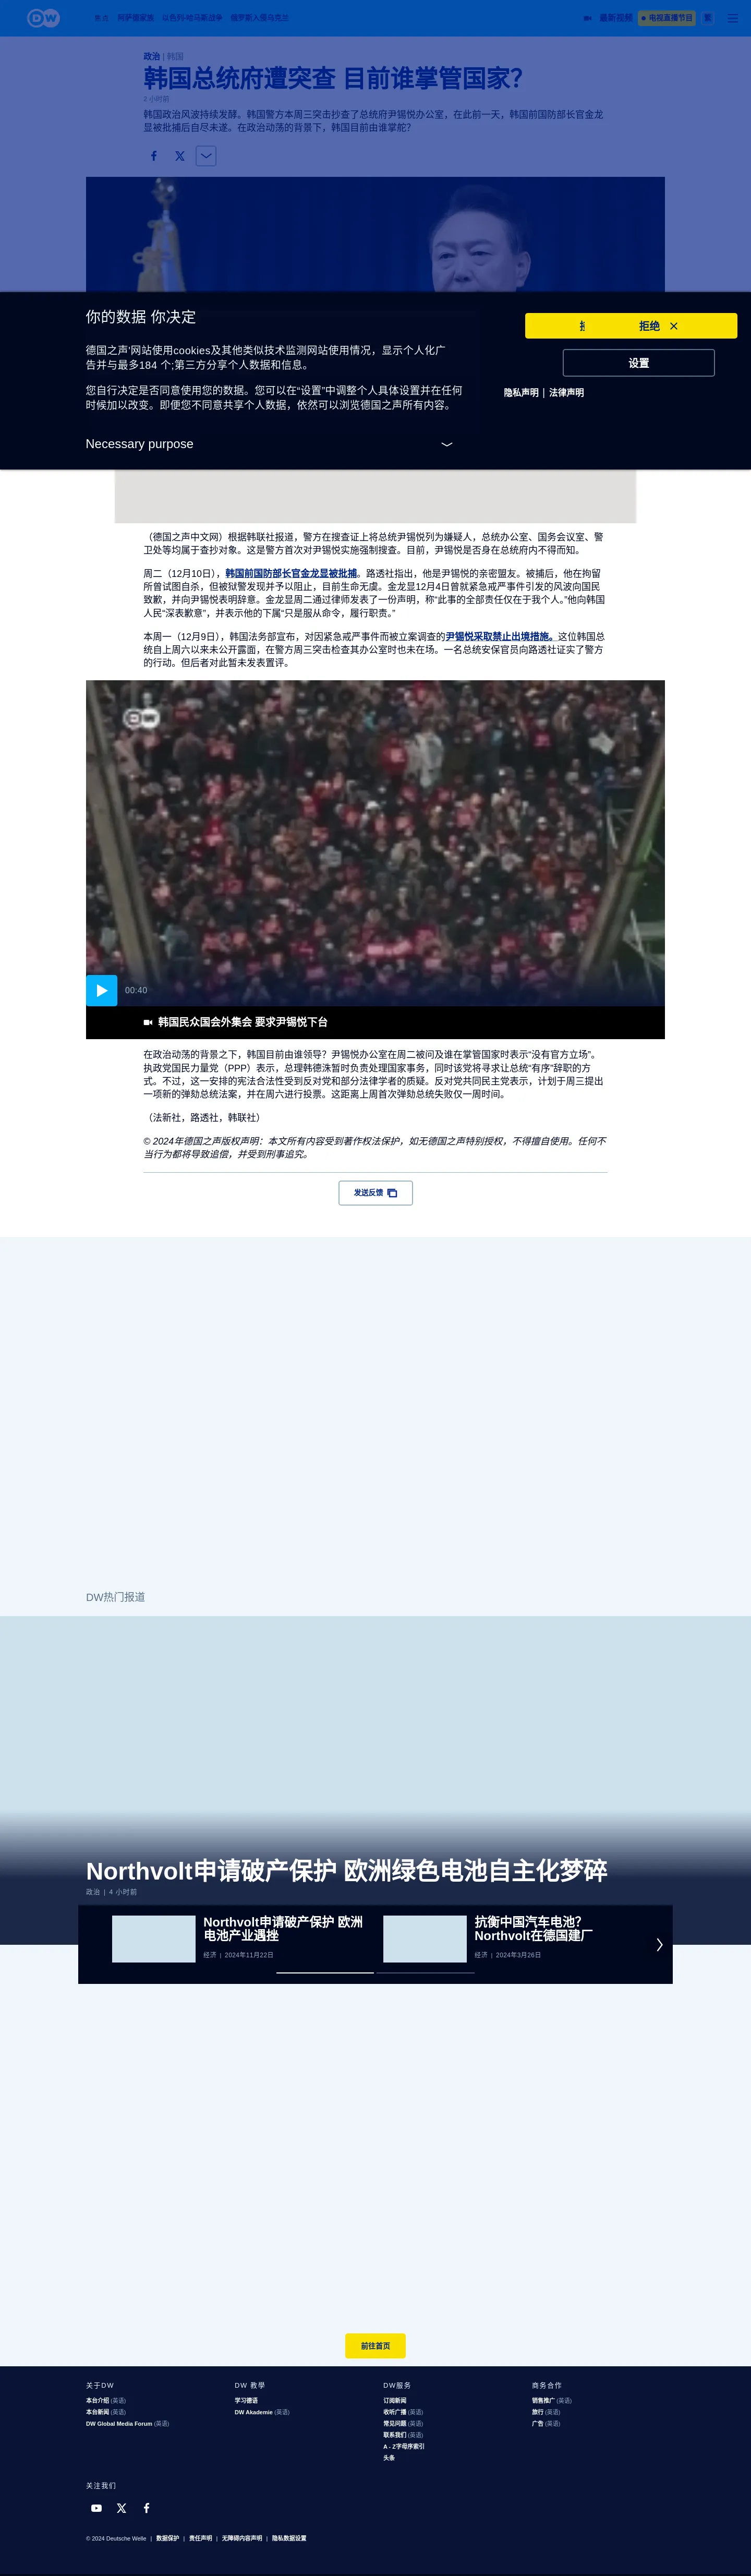 DW
焦点 阿萨德家族 以色列-哈马斯战争 俄罗斯入侵乌克兰
最新视频 电视直播节目 繁
政治 | 韩国
韩国总统府遭突查 目前谁掌管国家？
2 小时前
韩国政治风波持续发酵。韩国警方本周三突击抄查了总统府尹锡悦办公室，在此前一天，韩国前国防部长官金龙
显被批捕后自尽未遂。在政治动荡的背景下，韩国目前由谁掌舵？
你的数据 你决定
德国之声'网站使用cookies及其他类似技术监测网站使用情况，显示个人化广
告并与最多184 个;第三方分享个人数据和信息。
您自行决定是否同意使用您的数据。您可以在“设置”中调整个人具体设置并在任何
时候加以改变。即便您不同意共享个人数据，依然可以浏览德国之声所有内容。
Necessary purpose
拒绝
设置
隐私声明 | 法律声明
（德国之声中文网）根据韩联社报道，警方在搜查证上将总统尹锡悦列为嫌疑人，总统办公室、国务会议室、警
卫处等均属于查抄对象。这是警方首次对尹锡悦实施强制搜查。目前，尹锡悦是否身在总统府内不得而知。
周二（12月10日），韩国前国防部长官金龙显被批捕。路透社指出，他是尹锡悦的亲密盟友。被捕后，他在拘留
所曾试图自杀，但被狱警发现并予以阻止，目前生命无虞。金龙显12月4日曾就紧急戒严事件引发的风波向国民
致歉，并向尹锡悦表明辞意。金龙显周二通过律师发表了一份声明，称“此事的全部责任仅在于我个人。”他向韩国
人民“深表歉意”，并表示他的下属“只是服从命令，履行职责。”
本周一（12月9日），韩国法务部宣布，对因紧急戒严事件而被立案调查的尹锡悦采取禁止出境措施。这位韩国总
统自上周六以来未公开露面，在警方周三突击检查其办公室时也未在场。一名总统安保官员向路透社证实了警方
的行动。但后者对此暂未发表置评。
DW
00:40
韩国民众国会外集会 要求尹锡悦下台
在政治动荡的背景之下，韩国目前由谁领导？尹锡悦办公室在周二被问及谁在掌管国家时表示“没有官方立场”。
执政党国民力量党（PPP）表示，总理韩德洙暂时负责处理国家事务，同时该党将寻求让总统“有序”辞职的方
式。不过，这一安排的宪法合法性受到反对党和部分法律学者的质疑。反对党共同民主党表示，计划于周三提出
一项新的弹劾总统法案，并在周六进行投票。这距离上周首次弹劾总统失败仅一周时间。
（法新社，路透社，韩联社）
© 2024年德国之声版权声明：本文所有内容受到著作权法保护，如无德国之声特别授权，不得擅自使用。任何不
当行为都将导致追偿，并受到刑事追究。
发送反馈
DW热门报道
Northvolt申请破产保护 欧洲绿色电池自主化梦碎
政治 | 4 小时前
Northvolt申请破产保护 欧洲
电池产业遇挫
经济 | 2024年11月22日
抗衡中国汽车电池？
Northvolt在德国建厂
经济 | 2024年3月26日
前往首页
关于DW
本台介绍 (英语)
本台新闻 (英语)
DW Global Media Forum (英语)
DW 教學
学习德语
DW Akademie (英语)
DW服务
订阅新闻
收听广播 (英语)
常见问题 (英语)
联系我们 (英语)
A - Z字母序索引
头条
商务合作
销售推广 (英语)
旅行 (英语)
广告 (英语)
关注我们
© 2024 Deutsche Welle | 数据保护 | 责任声明 | 无障碍内容声明 | 隐私数据设置